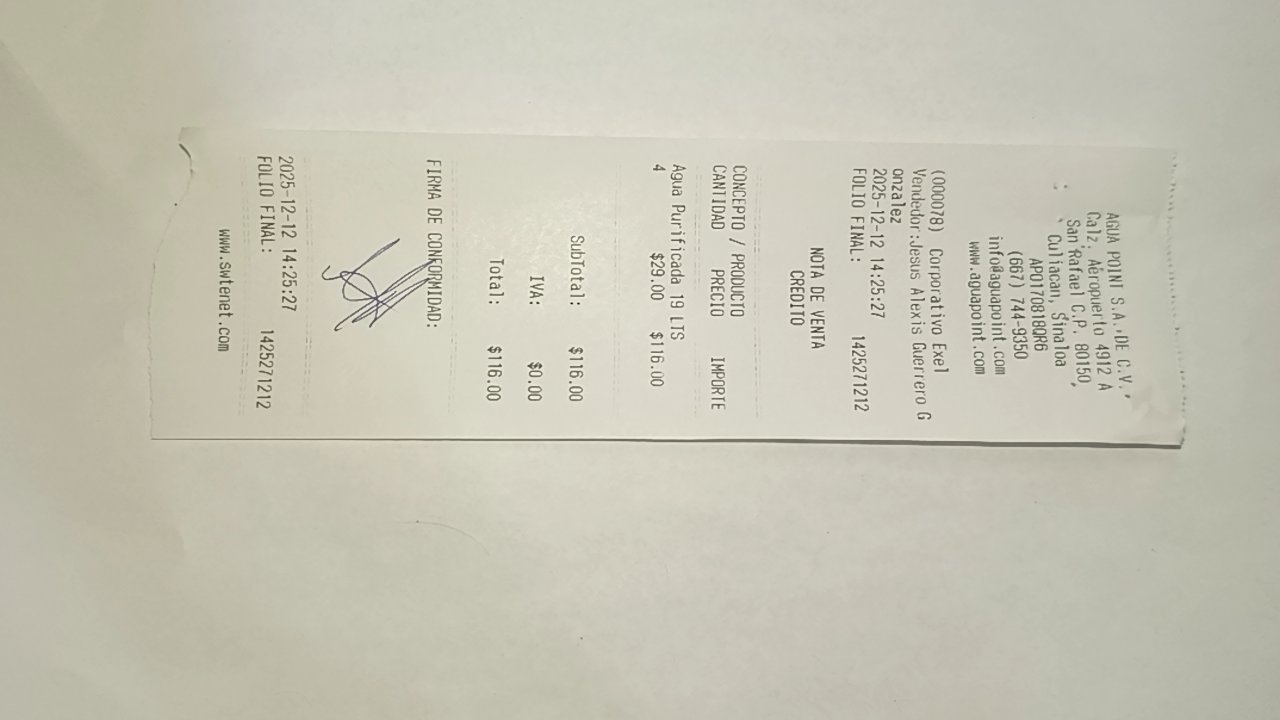 AGUA POINT S.A. DE C.V.
Calz. Aeropuerto 4912 A
San Rafael C.P. 80150,
Culiacan, Sinaloa
APO170818QR6
(667) 744-9350
info@aguapoint.com
www.aguapoint.com
(000078) Corporativo Exel
Vendedor:Jesus Alexis Guerrero G
onzalez
2025-12-12 14:25:27
FOLIO FINAL: 1425271212
NOTA DE VENTA
CREDITO
CONCEPTO / PRODUCTO
CANTIDAD PRECIO IMPORTE
Agua Purificada 19 LTS
4 $29.00 $116.00
SubTotal: $116.00
IVA: $0.00
Total: $116.00
FIRMA DE CONFORMIDAD:
2025-12-12 14:25:27
FOLIO FINAL: 1425271212
www.swtenet.com